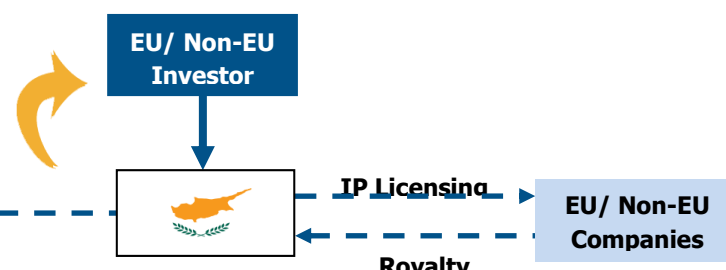 EU/ Non-EU
Investor
IP Licensing
EU/ Non-EU
Companies
Royalty